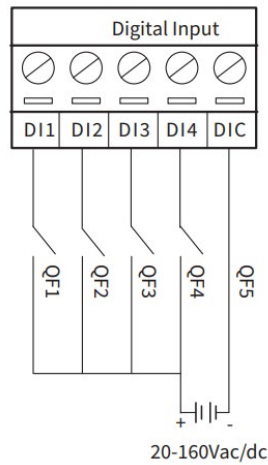 Digital Input
DI1 DI2 DI3 DI4 DIC
QF1 QF2 QF3 QF4 QF5
+ -
20-160Vac/dc